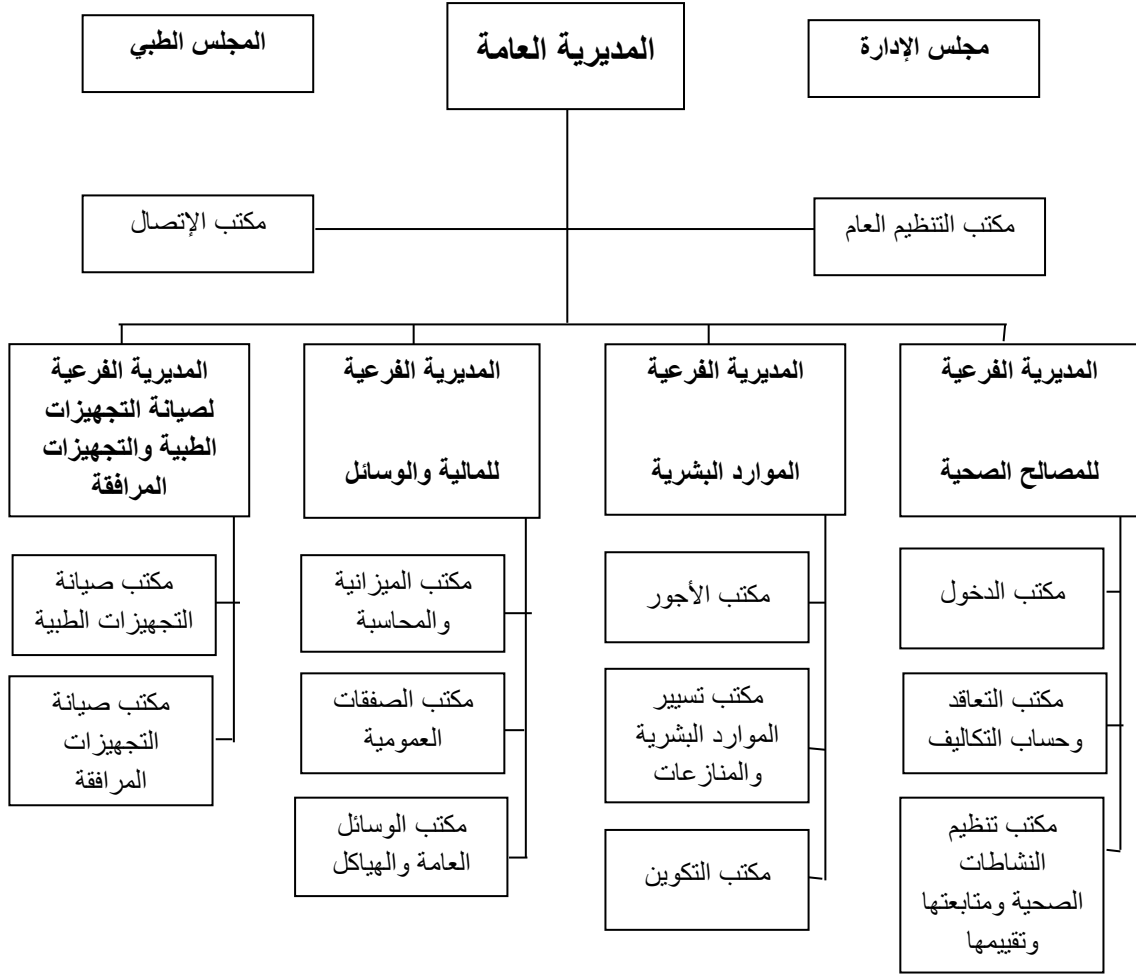 مجلس الإدارة
المديرية العامة
المجلس الطبي
مكتب التنظيم العام
مكتب الإتصال
المديرية الفرعية
للمصالح الصحية
المديرية الفرعية
الموارد البشرية
المديرية الفرعية
للمالية والوسائل
المديرية الفرعية
لصيانة التجهيزات
الطبية والتجهيزات
المرافقة
مكتب الدخول
مكتب التعاقد
وحساب التكاليف
مكتب تنظيم
النشاطات
الصحية ومتابعتها
وتقييمها
مكتب الأجور
مكتب تسيير
الموارد البشرية
والمنازعات
مكتب التكوين
مكتب الميزانية
والمحاسبة
مكتب الصفقات
العمومية
مكتب الوسائل
العامة والهياكل
مكتب صيانة
التجهيزات الطبية
مكتب صيانة
التجهيزات
المرافقة